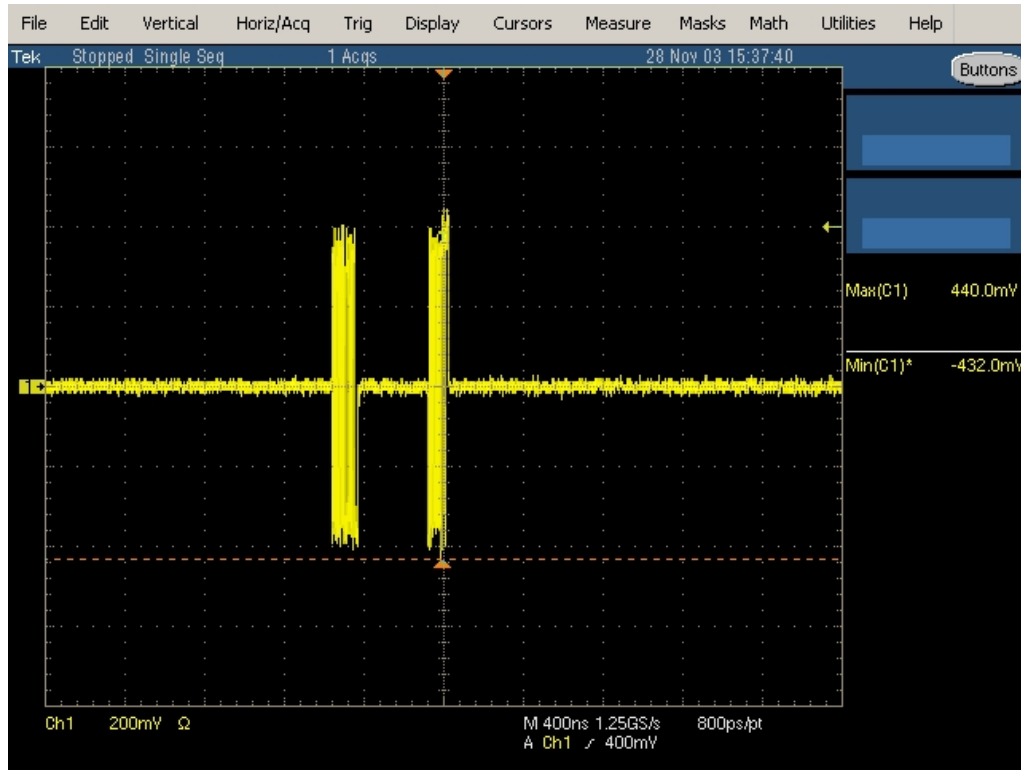 File Edit Vertical Horiz/Acq Trig Display Cursors Measure Masks Math Utilities Help
Tek Stopped Single Seq 1 Acqs 28 Nov 03 15:37:40
Buttons
Max(C1) 440.0mV
1
Min(C1)* -432.0mV
Ch1 200mV Ω M 400ns 1.25GS/s 800ps/pt
A Ch1 ⁄ 400mV